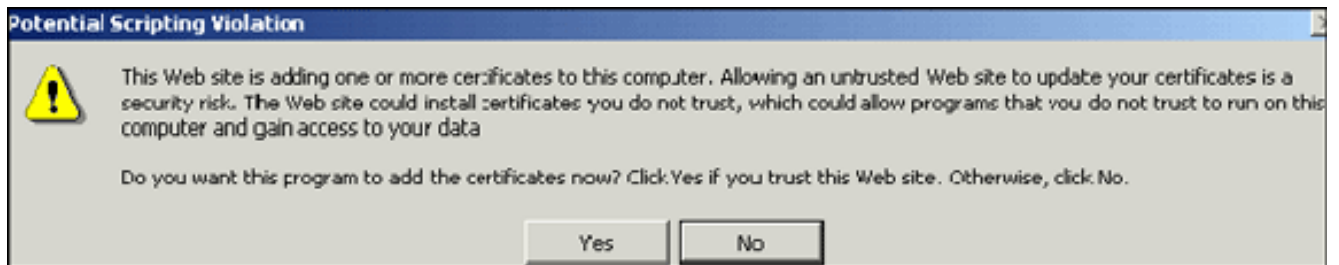 Potential Scripting Violation
This Web site is adding one or more certificates to this computer. Allowing an untrusted Web site to update your certificates is a
security risk. The Web site could install certificates you do not trust, which could allow programs that you do not trust to run on this
computer and gain access to your data
Do you want this program to add the certificates now? Click Yes if you trust this Web site. Otherwise, click No.
Yes
No